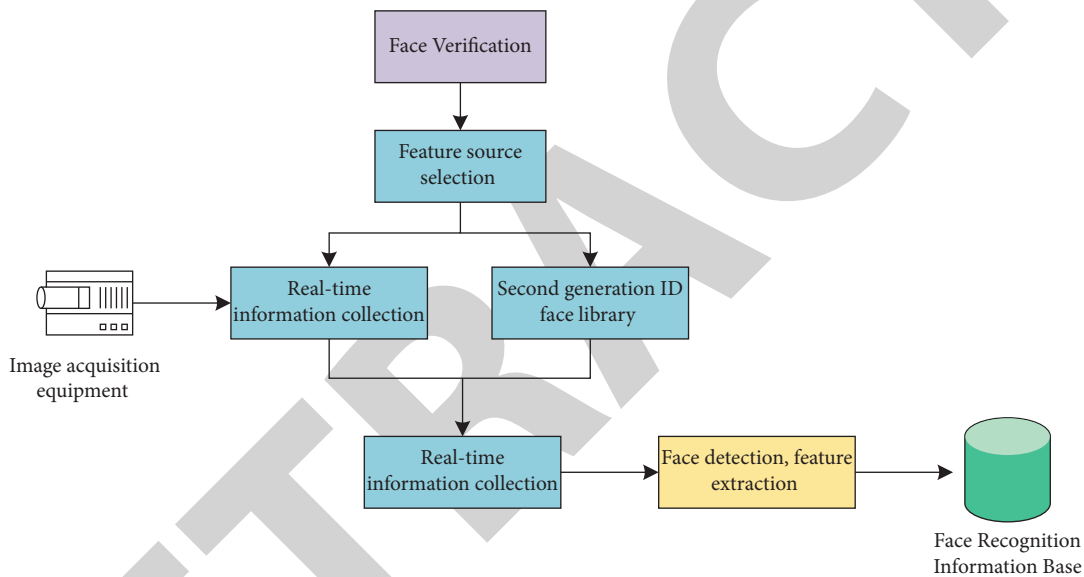 Face Verification
Feature source
selection
Real-time
information collection
Second generation ID
face library
Image acquisition
equipment
Real-time
information collection
Face detection, feature
extraction
Face Recognition
Information Base